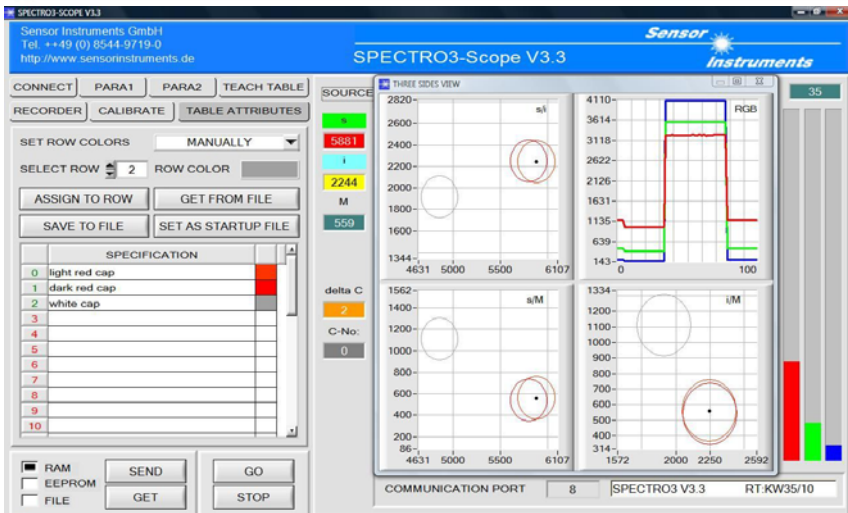 SPECTRO3-SCOPE V3.3
Sensor Instruments GmbH
Tel. ++49 (0) 8544-9719-0
http://www.sensorinstruments.de
SPECTRO3-Scope V3.3
Sensor
Instruments
CONNECT PARA1 PARA2 TEACH TABLE
RECORDER CALIBRATE TABLE ATTRIBUTES
SET ROW COLORS MANUALLY
SELECT ROW 2 ROW COLOR
ASSIGN TO ROW GET FROM FILE
SAVE TO FILE SET AS STARTUP FILE
SPECIFICATION
0 light red cap
1 dark red cap
2 white cap
3
4
5
6
7
8
9
10
RAM
EEPROM
FILE
SEND GO
GET STOP
SOURCE
s
5881
i
2244
M
559
delta C
2
C-No:
0
THREE SIDES VIEW
s/i
2820-
2600-
2400-
2200-
2000-
1800-
1600-
1344-
4631 5000 5500 6107
RGB
4110-
3614-
3118-
2622-
2126-
1631-
1135-
639-
143-
0 100
s/M
1562-
1400-
1200-
1000-
800-
600-
400-
200-
86-
4631 5000 5500 6107
i/M
1334-
1200-
1100-
1000-
900-
800-
700-
600-
500-
400-
314-
1572 2000 2250 2592
35
COMMUNICATION PORT 8 SPECTRO3 V3.3 RT:KW35/10